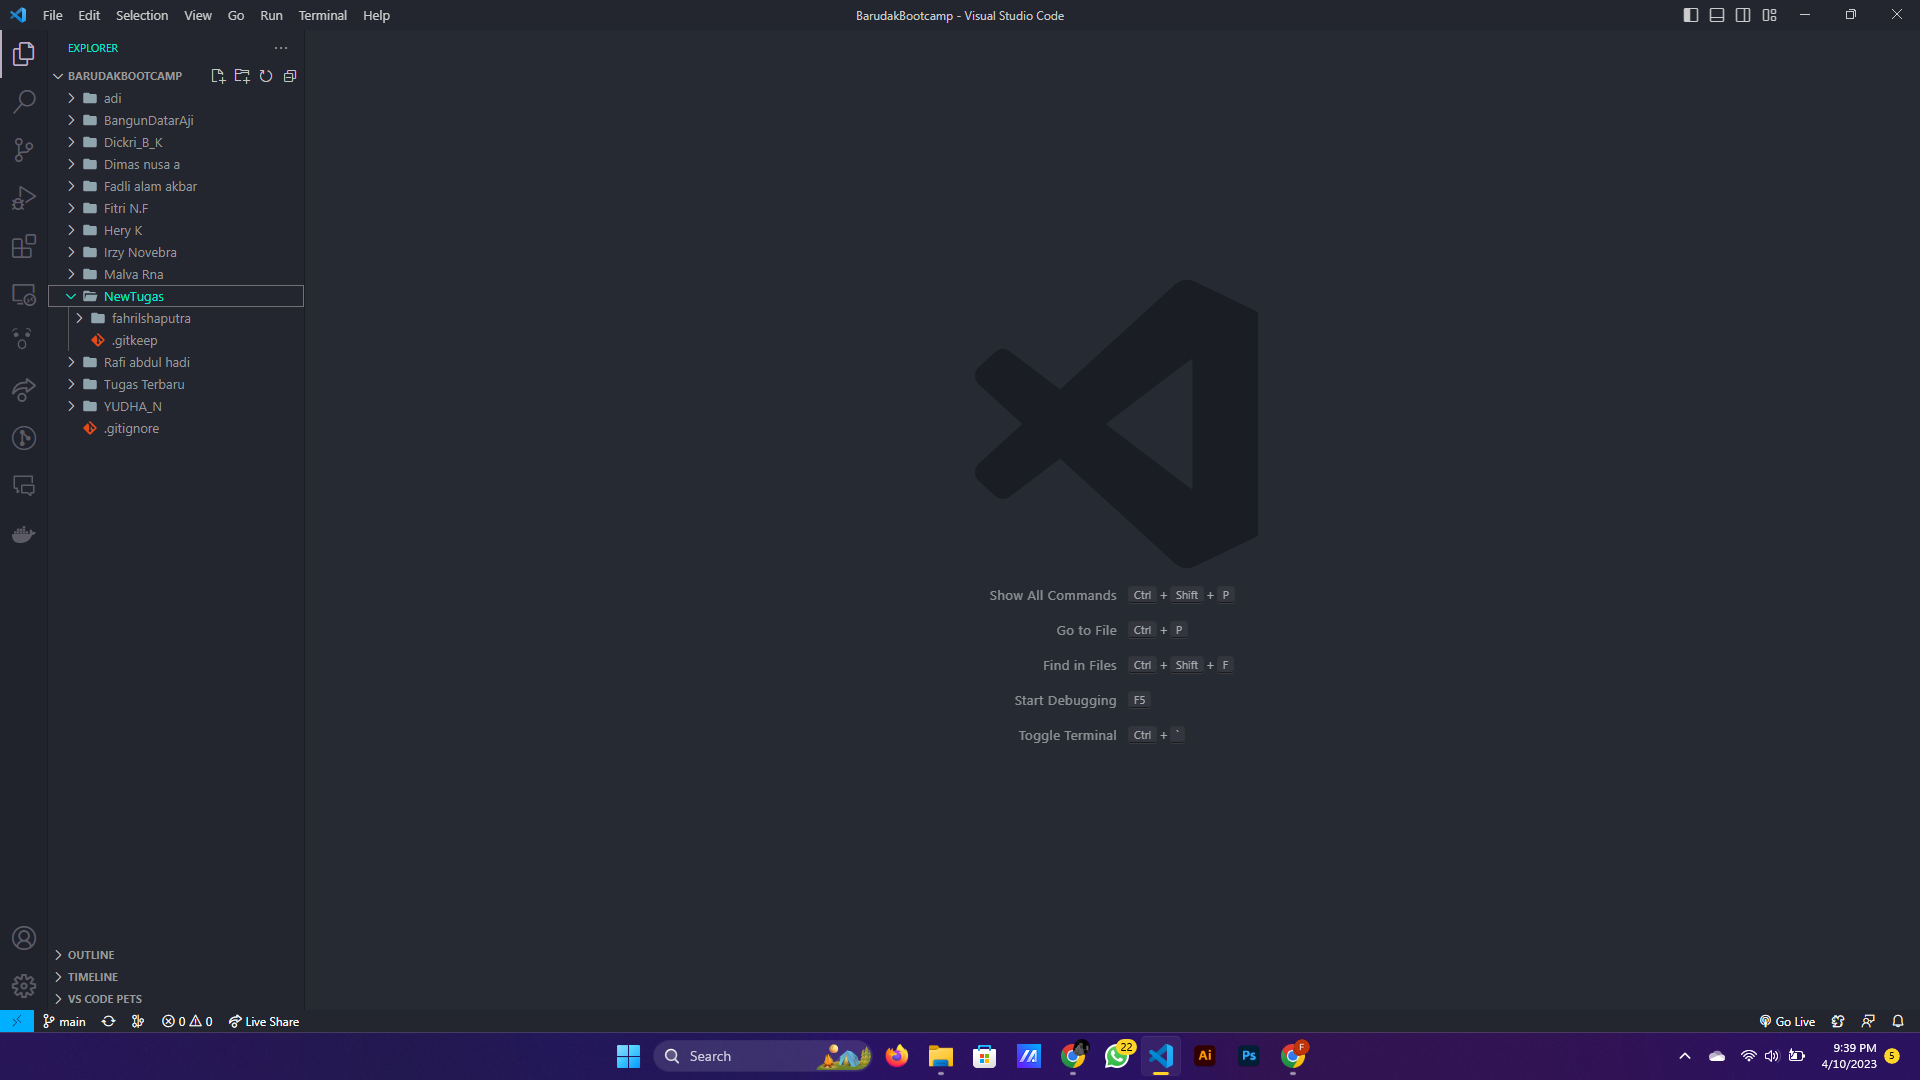 File Edit Selection View Go Run Terminal Help
BarudakBootcamp - Visual Studio Code
EXPLORER
BARUDAKBOOTCAMP
adi
BangunDatarAji
Dickri_B_K
Dimas nusa a
Fadli alam akbar
Fitri N.F
Hery K
Irzy Novebra
Malva Rna
NewTugas
fahrilshaputra
.gitkeep
Rafi abdul hadi
Tugas Terbaru
YUDHA_N
.gitignore
Show All Commands Ctrl + Shift + P
Go to File Ctrl + P
Find in Files Ctrl + Shift + F
Start Debugging F5
Toggle Terminal Ctrl + `
OUTLINE
TIMELINE
VS CODE PETS
main 0 0 Live Share
Go Live
Search
22
Ai
Ps
F
9:39 PM
4/10/2023
5